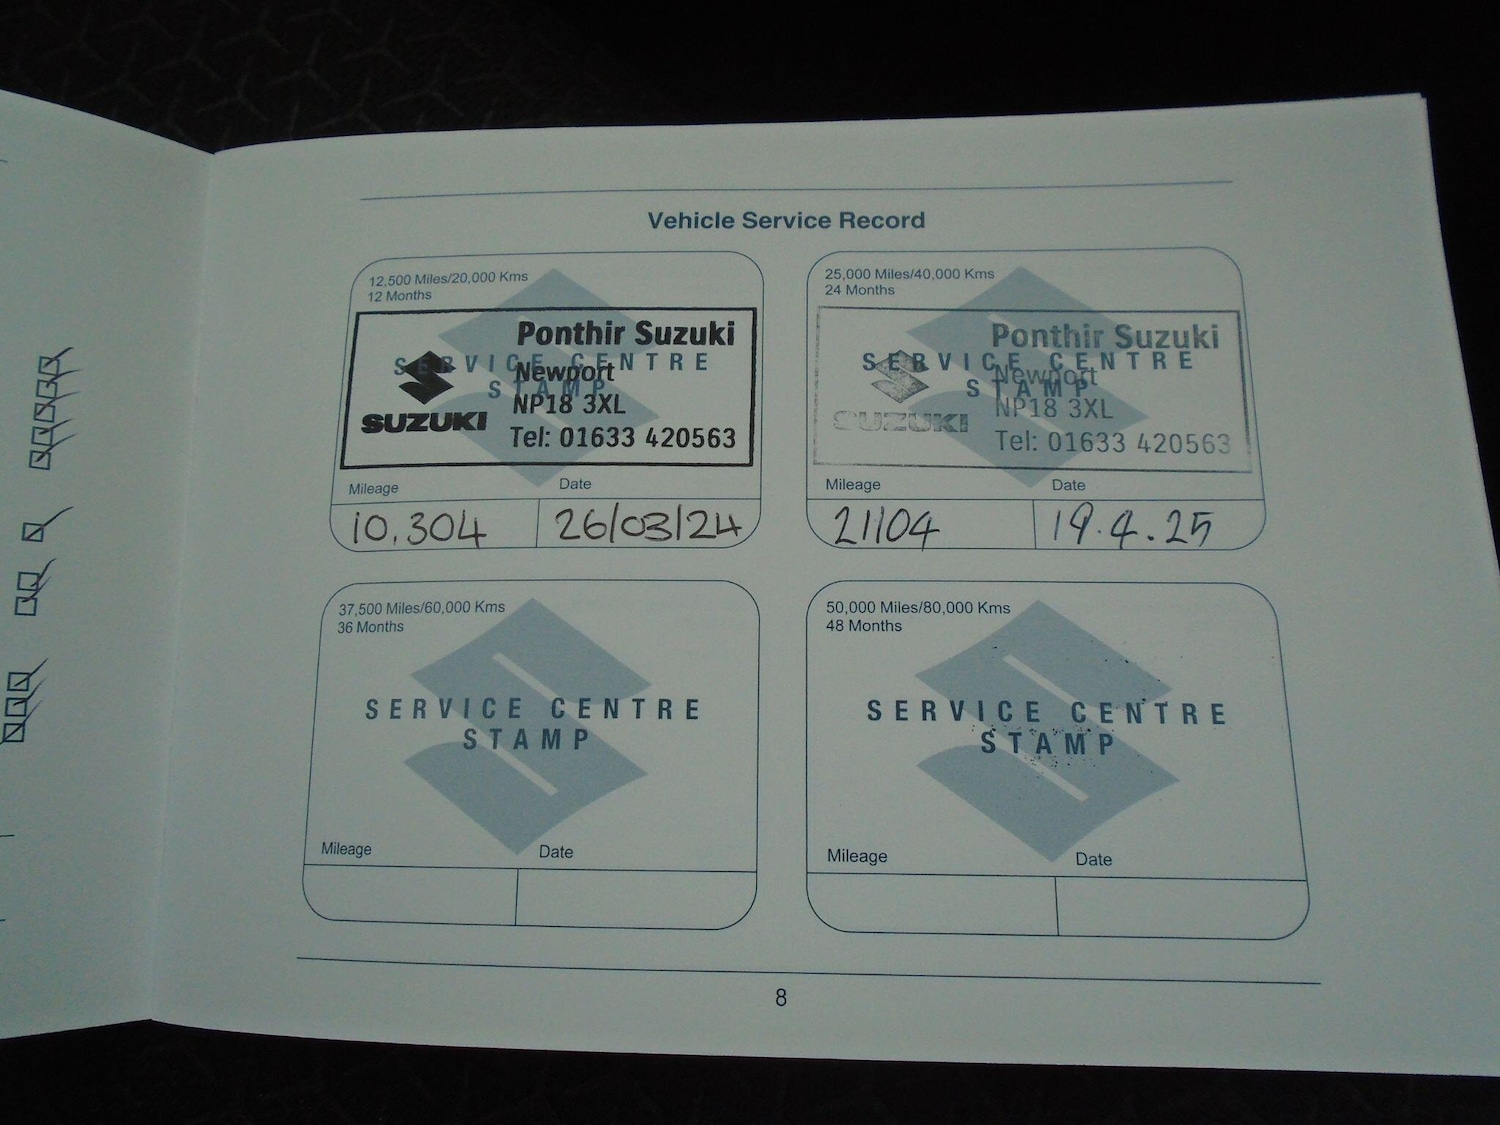 Vehicle Service Record
12,500 Miles/20,000 Kms
12 Months
SERVICE CENTRE
STAMP
Ponthir Suzuki
Newport
NP18 3XL
Tel: 01633 420563
SUZUKI
Mileage Date
10,304 26/03/24
25,000 Miles/40,000 Kms
24 Months
SERVICE CENTRE
STAMP
Ponthir Suzuki
Newport
NP18 3XL
Tel: 01633 420563
SUZUKI
Mileage Date
21104 19.4.25
37,500 Miles/60,000 Kms
36 Months
SERVICE CENTRE
STAMP
Mileage Date
50,000 Miles/80,000 Kms
48 Months
SERVICE CENTRE
STAMP
Mileage Date
8